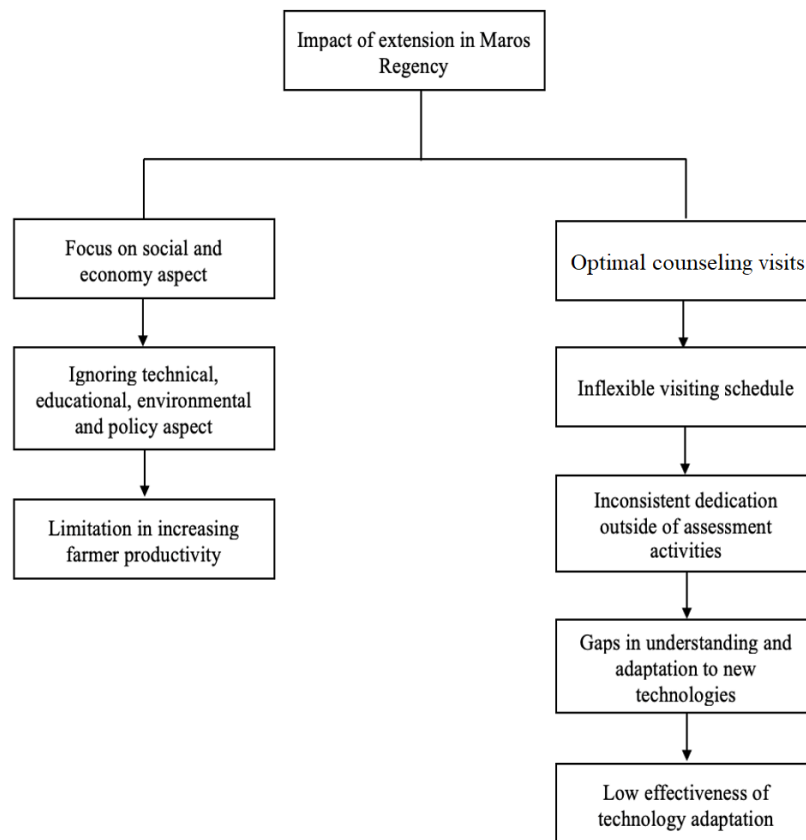 Impact of extension in Maros
Regency
Focus on social and
economy aspect
Ignoring technical,
educational, environmental
and policy aspect
Limitation in increasing
farmer productivity
Optimal counseling visits
Inflexible visiting schedule
Inconsistent dedication
outside of assessment
activities
Gaps in understanding and
adaptation to new
technologies
Low effectiveness of
technology adaptation